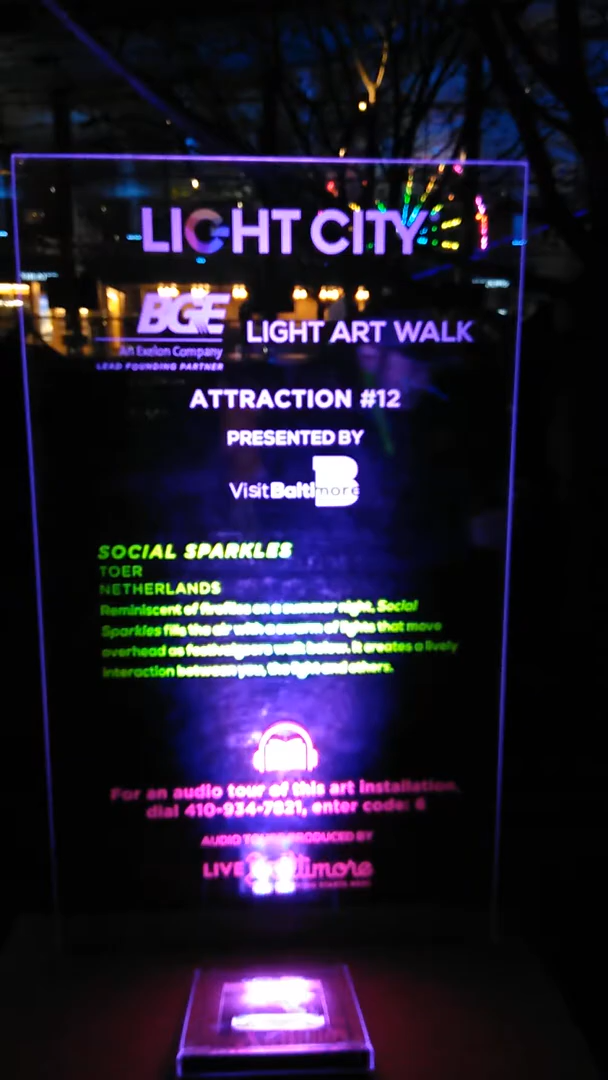 LIGHT CITY
BGE
An Exelon Company
LEAD FOUNDING PARTNER
LIGHT ART WALK
ATTRACTION #12
PRESENTED BY
VisitBaltimore
B
SOCIAL SPARKLES
TOER
NETHERLANDS
Reminiscent of fireflies on a summer night, Social
Sparkles fills the air with a swarm of lights that move
overhead as festivalgoers walk below. It creates a lively
interaction between you, the light and others.
For an audio tour of this art installation,
dial 410-934-7821, enter code: 6
AUDIO TOURS PRODUCED BY
LIVE Baltimore